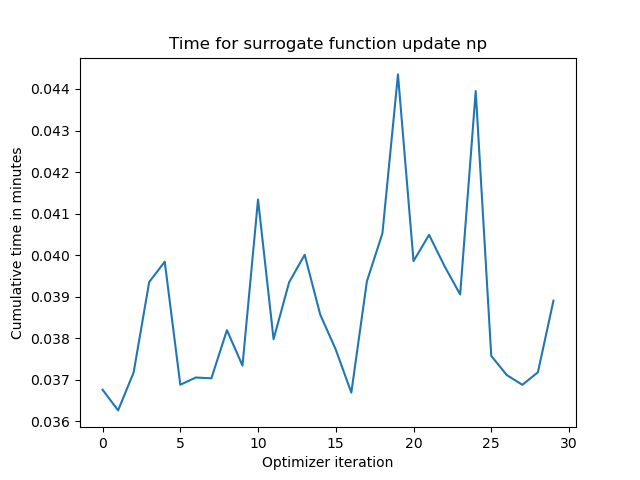 Time for surrogate function update np
Cumulative time in minutes
0.044
0.043
0.042
0.041
0.040
0.039
0.038
0.037
0.036
0 5 10 15 20 25 30
Optimizer iteration